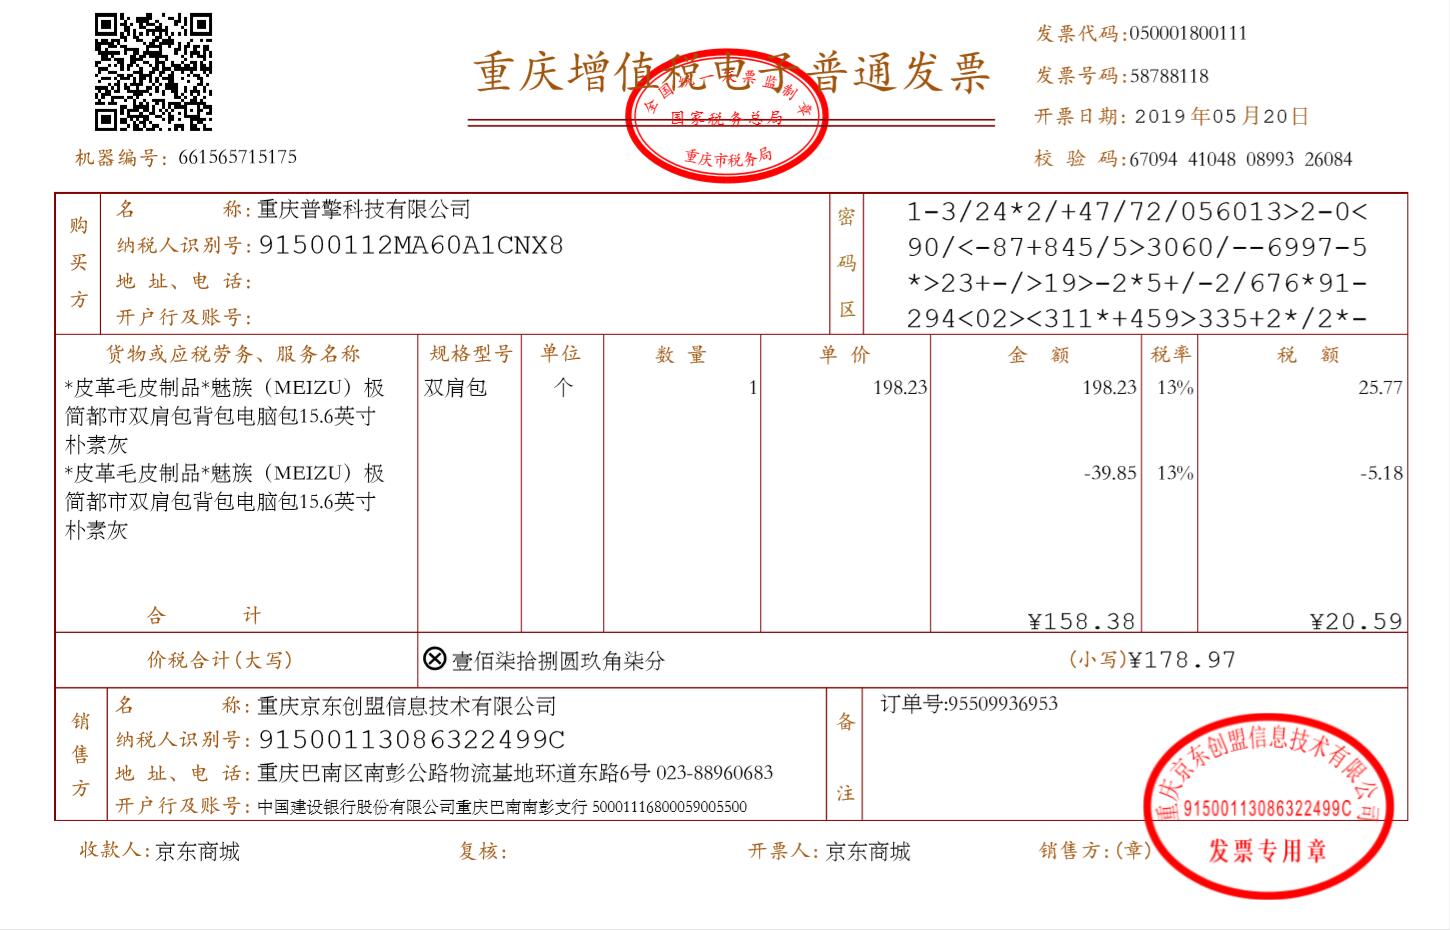 重庆增值税电子普通发票
全国统一发票监制章
国家税务总局
重庆市税务局
发票代码:050001800111
发票号码:58788118
开票日期: 2019 年05 月20 日
校 验 码:67094 41048 08993 26084
机器编号: 661565715175
购买方
名 称: 重庆普擎科技有限公司
纳税人识别号: 91500112MA60A1CNX8
地 址、电 话:
开户行及账号:
密码区
1-3/24*2/+47/72/056013>2-0<
90/<-87+845/5>3060/--6997-5
*>23+-/>19>-2*5+/-2/676*91-
294<02><311*+459>335+2*/2*-
货物或应税劳务、服务名称 规格型号 单位 数 量 单 价 金 额 税率 税 额
*皮革毛皮制品*魅族（MEIZU）极 双肩包 个 1 198.23 198.23 13% 25.77
简都市双肩包背包电脑包15.6英寸
朴素灰
*皮革毛皮制品*魅族（MEIZU）极 -39.85 13% -5.18
简都市双肩包背包电脑包15.6英寸
朴素灰
合 计 ¥158.38 ¥20.59
价税合计(大写) ⊗ 壹佰柒拾捌圆玖角柒分 (小写)¥178.97
销售方
名 称: 重庆京东创盟信息技术有限公司
纳税人识别号: 91500113086322499C
地 址、电 话: 重庆巴南区南彭公路物流基地环道东路6号 023-88960683
开户行及账号: 中国建设银行股份有限公司重庆巴南南彭支行 50001116800059005500
备注
订单号:95509936953
重庆京东创盟信息技术有限公司
91500113086322499C
发票专用章
收款人: 京东商城 复核: 开票人: 京东商城 销售方:(章)